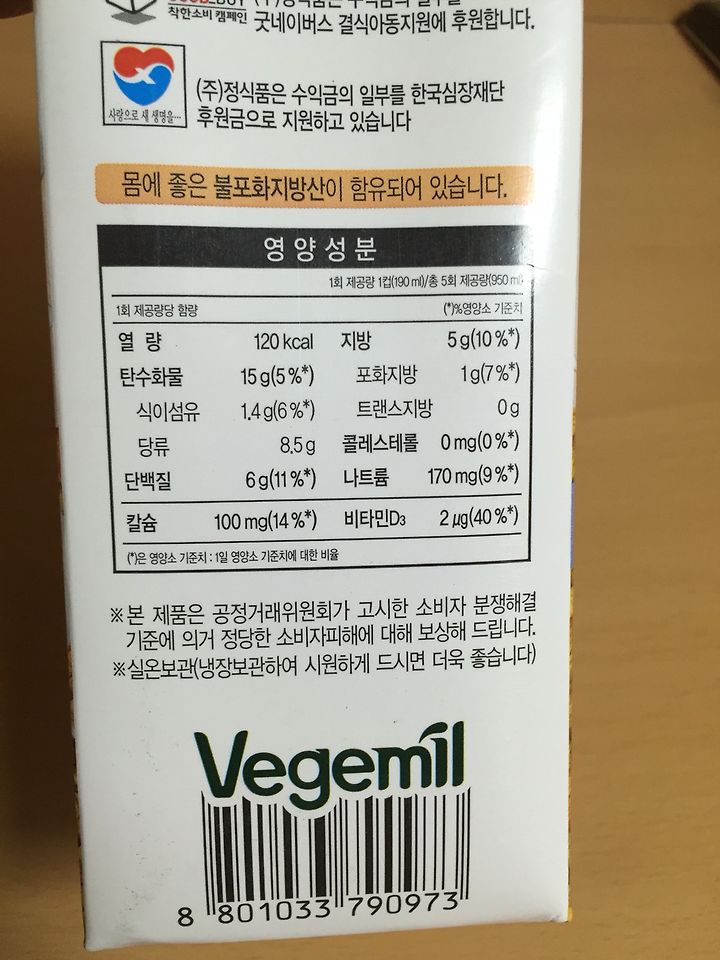 착한소비 캠페인 굿네이버스 결식아동지원에 후원합니다.
사랑으로 새 생명을...
(주)정식품은 수익금의 일부를 한국심장재단
후원금으로 지원하고 있습니다
몸에 좋은 불포화지방산이 함유되어 있습니다.
영양성분
1회 제공량 1컵(190 ml)/총 5회 제공량(950 ml)
1회 제공량당 함량 (*)%영양소 기준치
열 량 120 kcal 지방 5 g(10 %*)
탄수화물 15 g(5 %*) 포화지방 1 g(7 %*)
식이섬유 1.4 g(6 %*) 트랜스지방 0 g
당류 8.5 g 콜레스테롤 0 mg(0 %*)
단백질 6 g(11 %*) 나트륨 170 mg(9 %*)
칼슘 100 mg(14 %*) 비타민D3 2 µg(40 %*)
(*)은 영양소 기준치 : 1일 영양소 기준치에 대한 비율
※본 제품은 공정거래위원회가 고시한 소비자 분쟁해결
기준에 의거 정당한 소비자피해에 대해 보상해 드립니다.
※실온보관(냉장보관하여 시원하게 드시면 더욱 좋습니다)
Vegemil
8 801033 790973